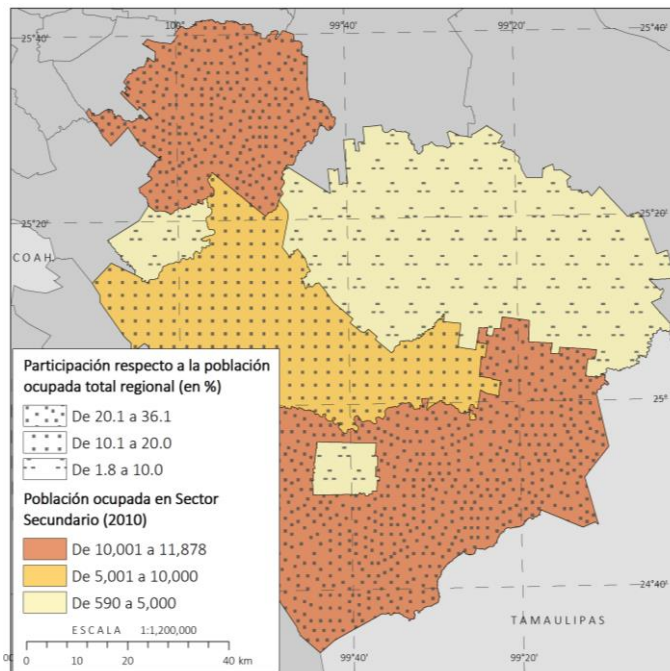 100°
99°40'
99°20'
25°40'
25°40'
25°20'
25°20'
COAH.
Participación respecto a la población
ocupada total regional (en %)
De 20.1 a 36.1
De 10.1 a 20.0
De 1.8 a 10.0
25°
25°
Población ocupada en Sector
Secundario (2010)
De 10,001 a 11,878
De 5,001 a 10,000
De 590 a 5,000
ESCALA 1:1,200,000
0 10 20 40 km
24°40'
TAMAULIPAS
99°40'
99°20'